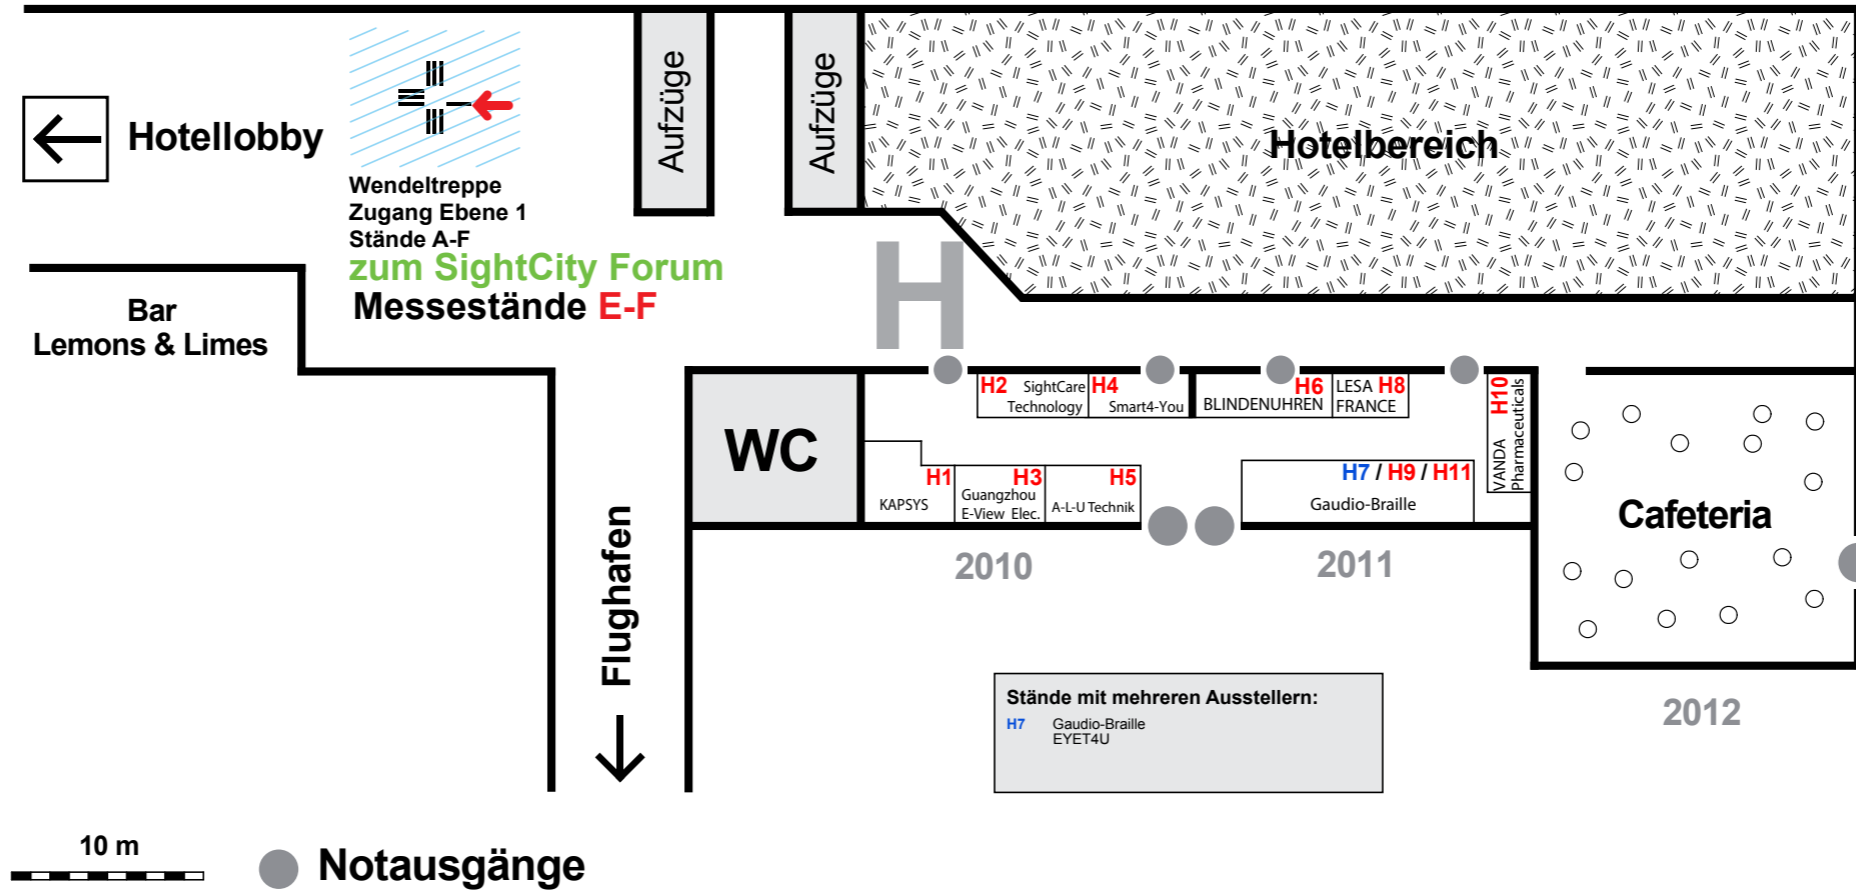 Hotellobby
Wendeltreppe
Zugang Ebene 1
Stände A-F
zum SightCity Forum
Messestände E-F
Aufzüge
Aufzüge
Hotelbereich
H
Bar
Lemons & Limes
WC
H2 SightCare
Technology
H4
Smart4-You
H6
BLINDENUHREN
LESA H8
FRANCE
H10
VANDA
Pharmaceuticals
H1
KAPSYS
H3
Guangzhou
E-View Elec.
H5
A-L-U Technik
H7 / H9 / H11
Gaudio-Braille
Cafeteria
2010
2011
2012
Flughafen
Stände mit mehreren Ausstellern:
H7 Gaudio-Braille
EYET4U
10 m
Notausgänge